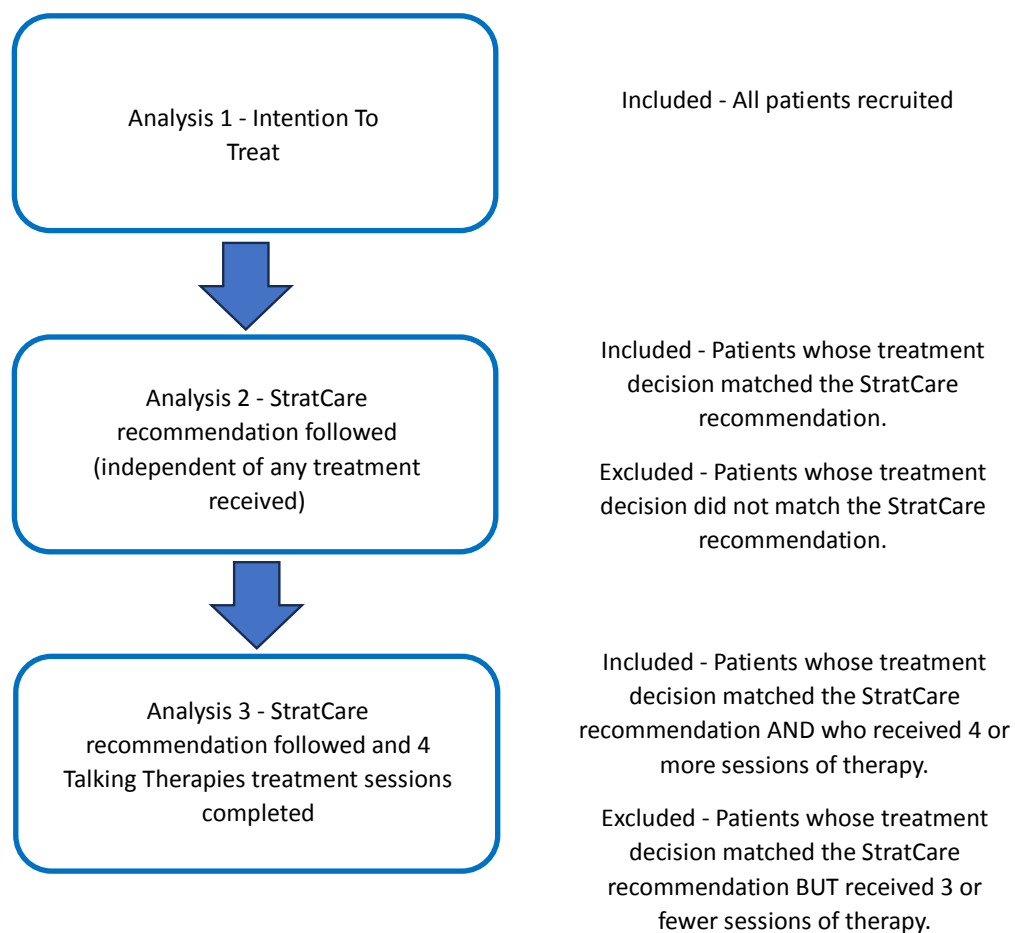 Analysis 1 - Intention To
Treat
Included - All patients recruited
Analysis 2 - StratCare
recommendation followed
(independent of any treatment
received)
Included - Patients whose treatment
decision matched the StratCare
recommendation.
Excluded - Patients whose treatment
decision did not match the StratCare
recommendation.
Analysis 3 - StratCare
recommendation followed and 4
Talking Therapies treatment sessions
completed
Included - Patients whose treatment
decision matched the StratCare
recommendation AND who received 4 or
more sessions of therapy.
Excluded - Patients whose treatment
decision matched the StratCare
recommendation BUT received 3 or
fewer sessions of therapy.